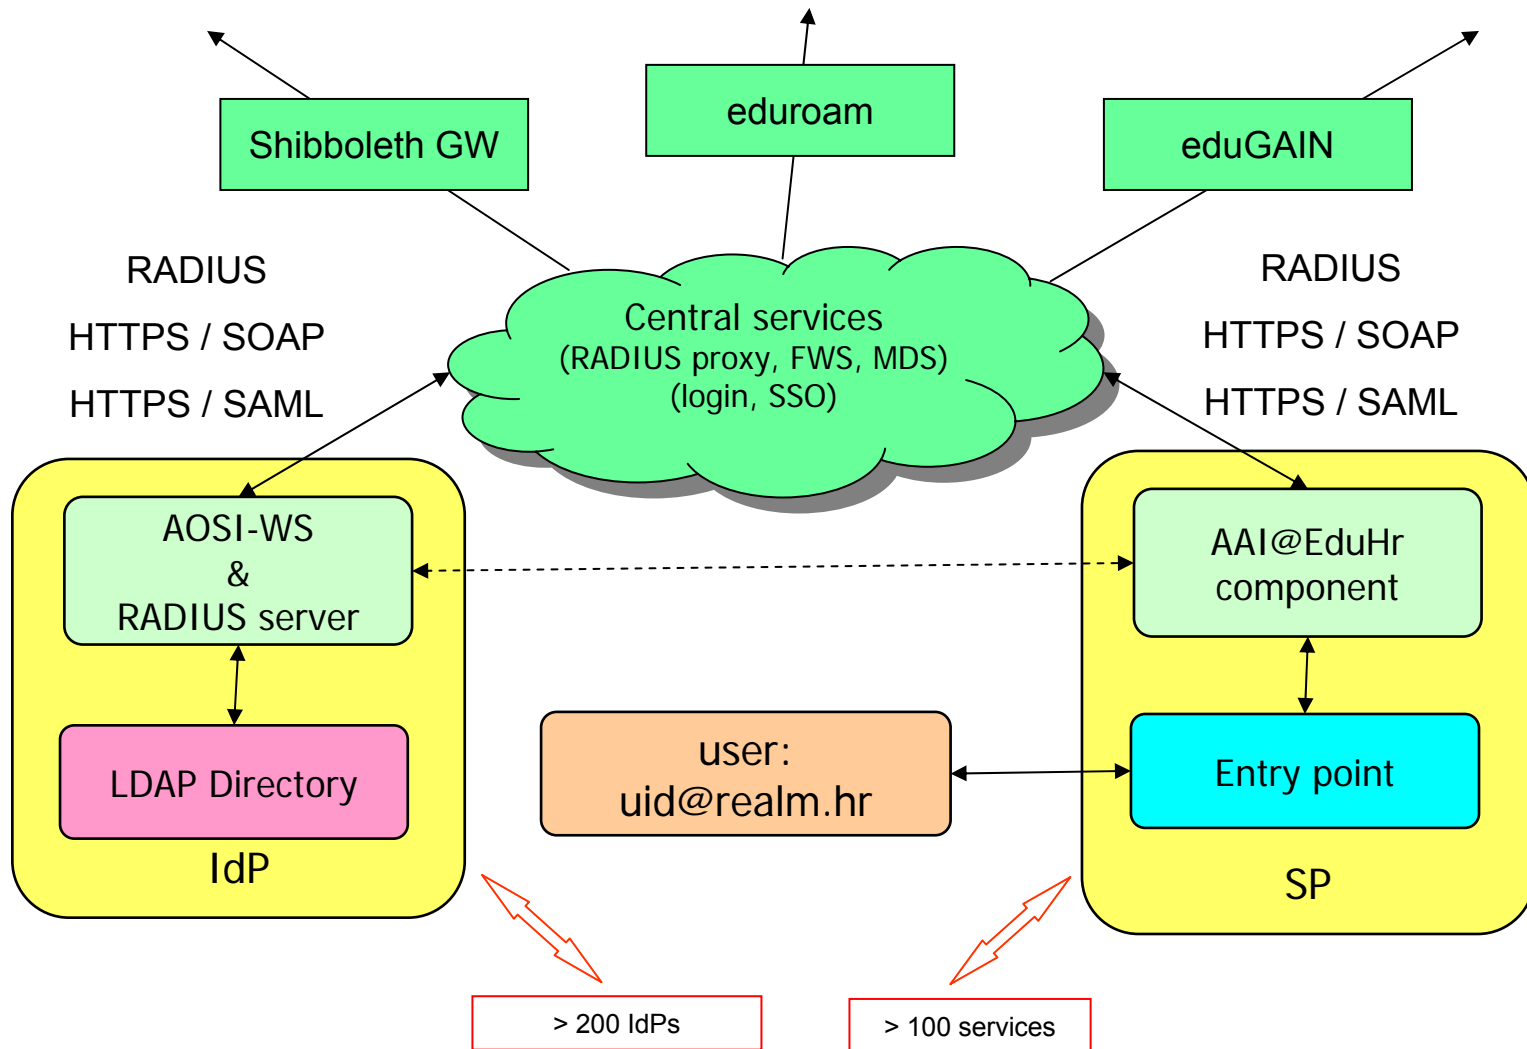 Shibboleth GW
eduroam
eduGAIN
RADIUS
HTTPS / SOAP
HTTPS / SAML
Central services
(RADIUS proxy, FWS, MDS)
(login, SSO)
RADIUS
HTTPS / SOAP
HTTPS / SAML
AOSI-WS
&
RADIUS server
AAI@EduHr
component
LDAP Directory
user:
uid@realm.hr
Entry point
IdP
SP
> 200 IdPs
> 100 services